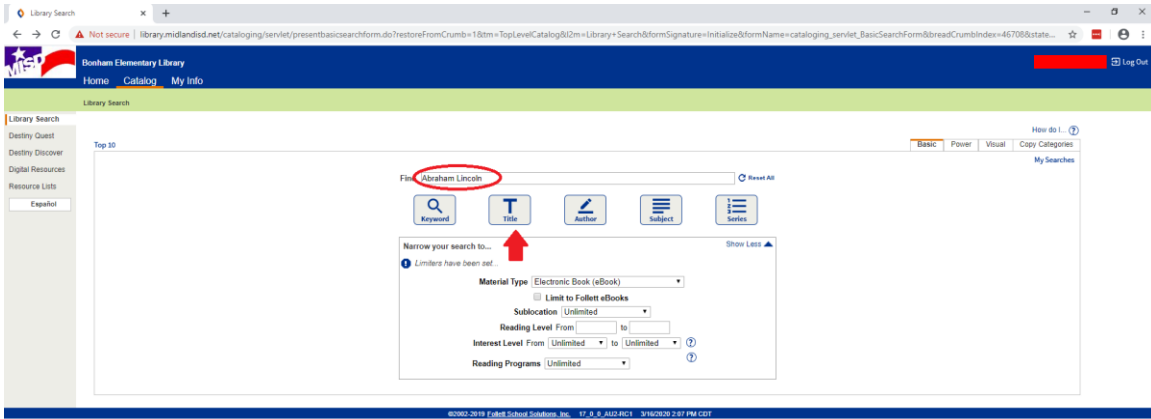 Library Search
Not secure library.midlandisd.net/cataloging/servlet/presentbasicsearchform.do?restoreFromCrumb=1&tm=TopLevelCatalog&l2m=Library+Search&formSignature=Initialize&formName=cataloging_servlet_BasicSearchForm&breadCrumbIndex=46708&state...
MISD
Bonham Elementary Library
Log Out
Home Catalog My Info
Library Search
Library Search
Destiny Quest
Destiny Discover
Digital Resources
Resource Lists
Español
How do I... ?
Top 10
Basic Power Visual Copy Categories
My Searches
Find Abraham Lincoln Reset All
Keyword Title Author Subject Series
Narrow your search to... Show Less
Limiters have been set...
Material Type Electronic Book (eBook)
Limit to Follett eBooks
Sublocation Unlimited
Reading Level From to
Interest Level From Unlimited to Unlimited ?
Reading Programs Unlimited ?
©2002-2019 Follett School Solutions, Inc. 17_0_0_AU2-RC1 3/16/2020 2:07 PM CDT